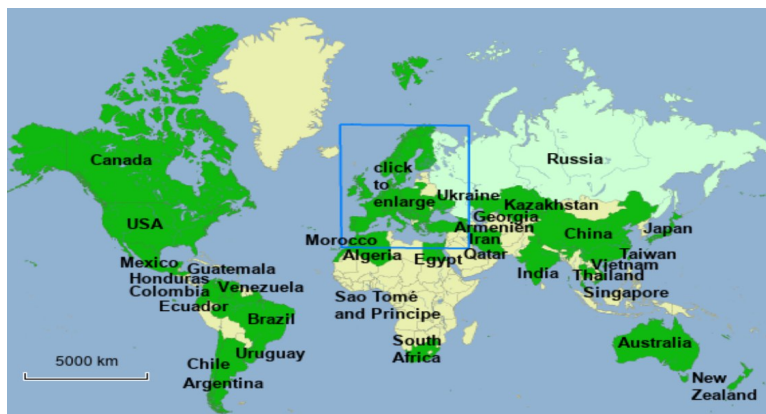 Canada
USA
Mexico
Guatemala
Honduras
Colombia
Venezuela
Ecuador
Brazil
Uruguay
Chile
Argentina
5000 km
click
to
enlarge
Ukraine
Russia
Kazakhstan
Georgia
Armenien
Iran
Morocco
Algeria
Egypt
Qatar
China
Japan
Taiwan
Vietnam
Thailand
India
Singapore
Sao Tomé
and Principe
South
Africa
Australia
New
Zealand